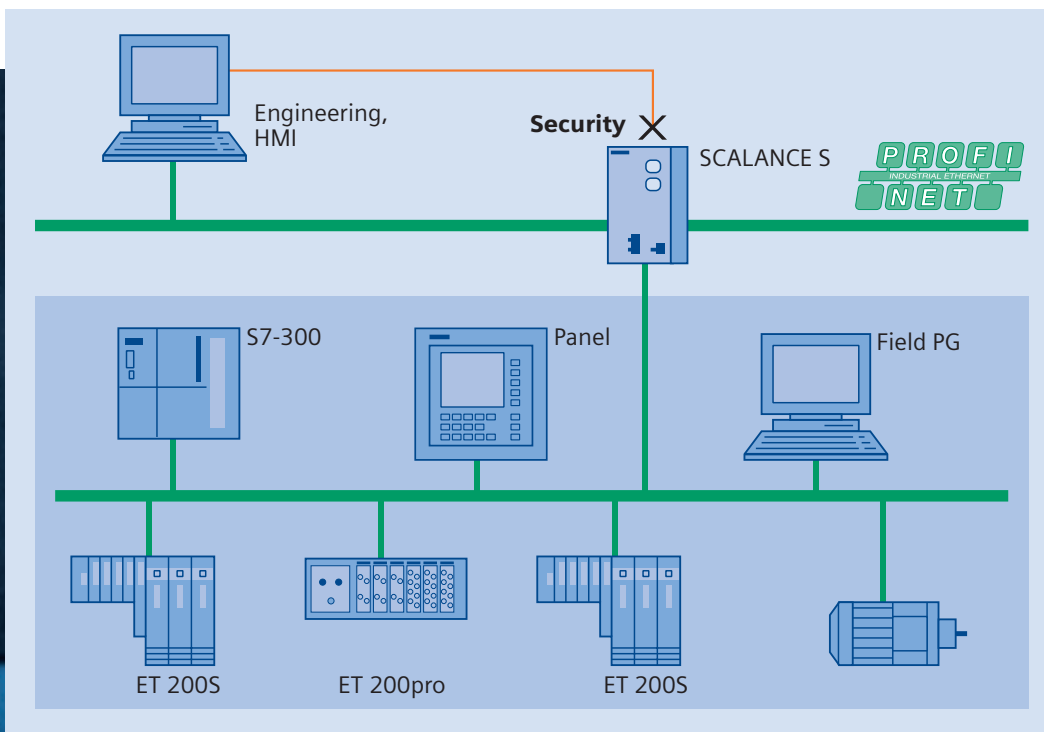 Engineering,
HMI
Security
SCALANCE S
PROFI
INDUSTRIAL ETHERNET
NET
S7-300
Panel
Field PG
ET 200S
ET 200pro
ET 200S